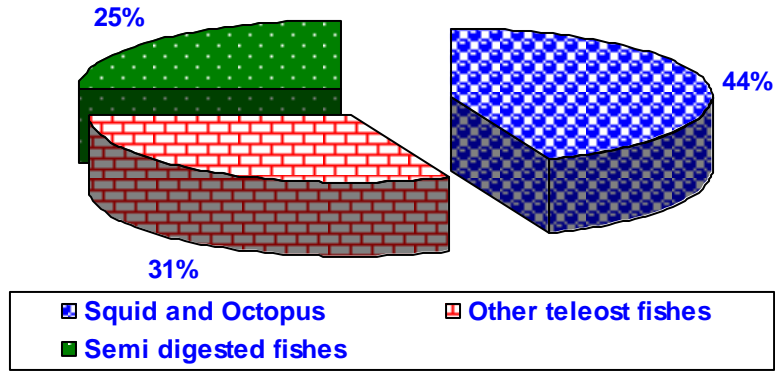 25%
44%
31%
Squid and Octopus
Other teleost fishes
Semi digested fishes